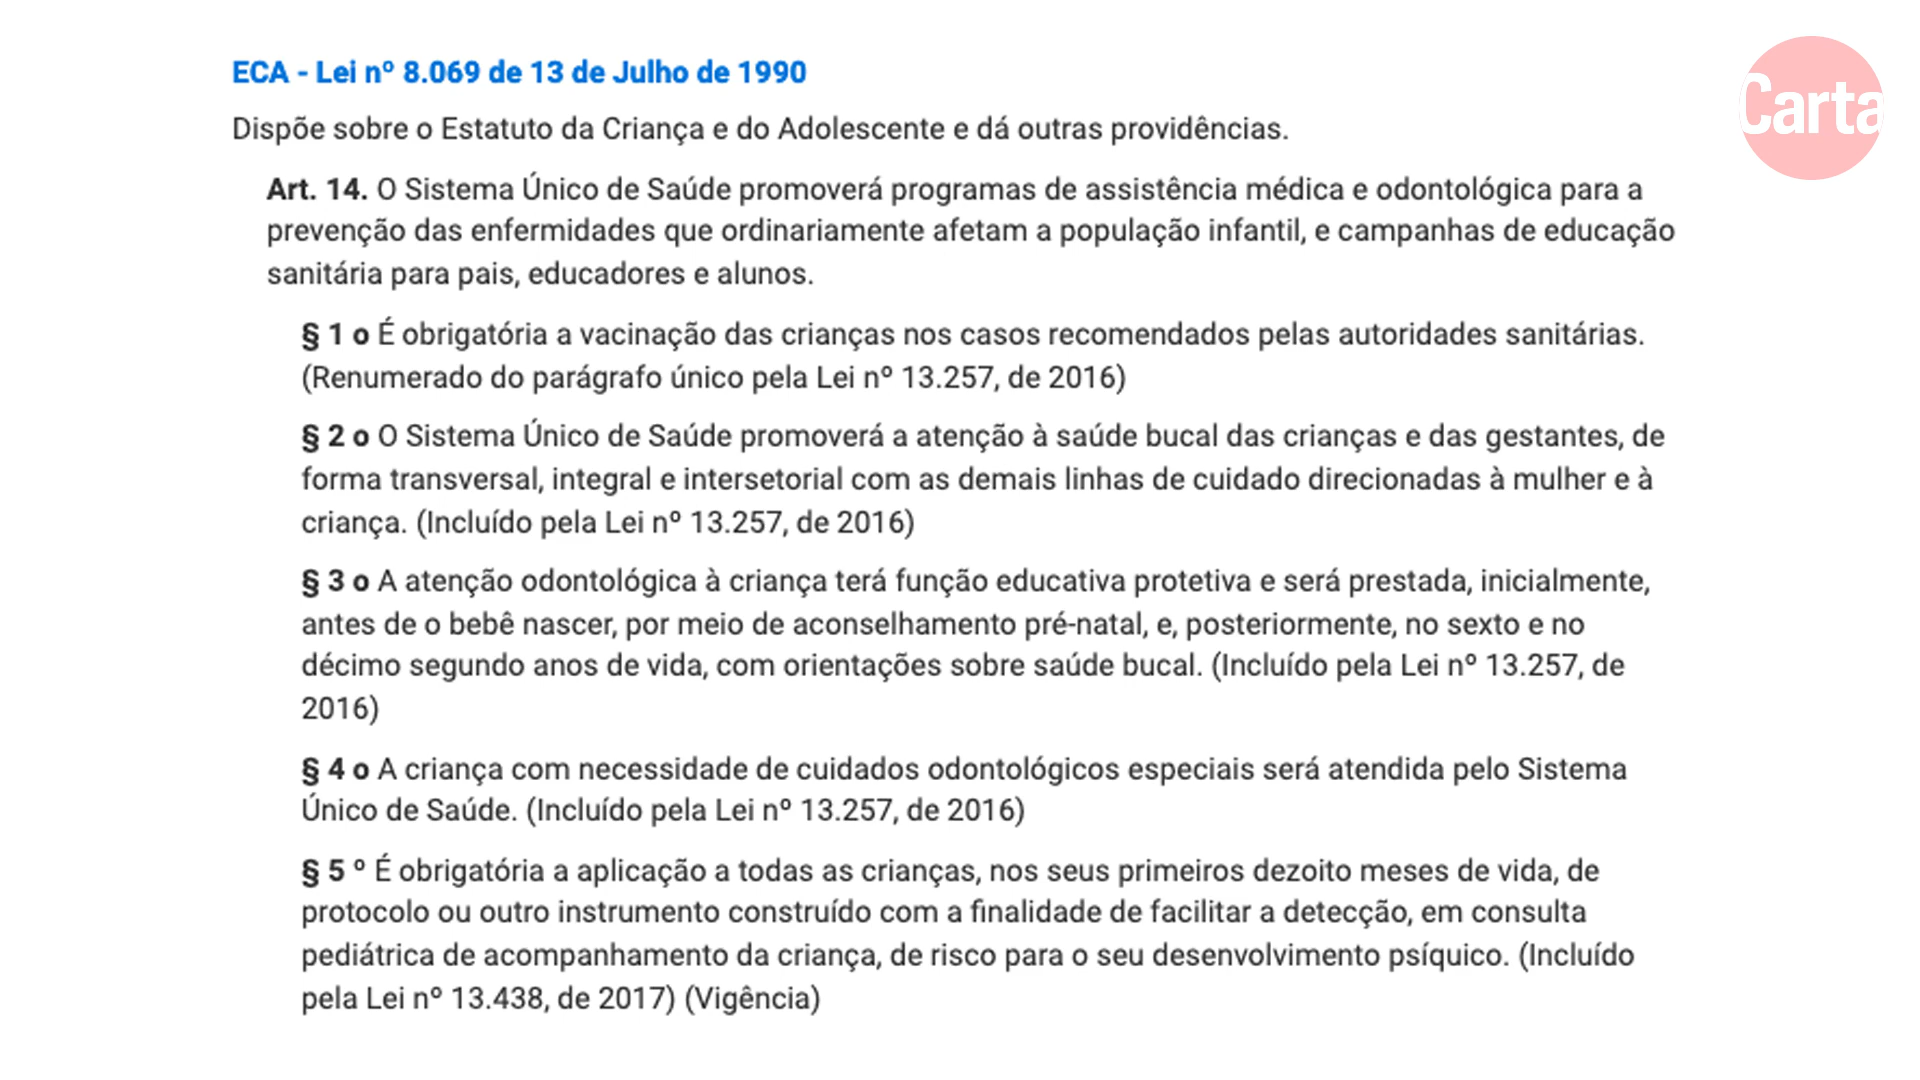 ECA - Lei nº 8.069 de 13 de Julho de 1990
Carta
Dispõe sobre o Estatuto da Criança e do Adolescente e dá outras providências.
Art. 14. O Sistema Único de Saúde promoverá programas de assistência médica e odontológica para a
prevenção das enfermidades que ordinariamente afetam a população infantil, e campanhas de educação
sanitária para pais, educadores e alunos.
§ 1 o É obrigatória a vacinação das crianças nos casos recomendados pelas autoridades sanitárias.
(Renumerado do parágrafo único pela Lei nº 13.257, de 2016)
§ 2 o O Sistema Único de Saúde promoverá a atenção à saúde bucal das crianças e das gestantes, de
forma transversal, integral e intersetorial com as demais linhas de cuidado direcionadas à mulher e à
criança. (Incluído pela Lei nº 13.257, de 2016)
§ 3 o A atenção odontológica à criança terá função educativa protetiva e será prestada, inicialmente,
antes de o bebê nascer, por meio de aconselhamento pré-natal, e, posteriormente, no sexto e no
décimo segundo anos de vida, com orientações sobre saúde bucal. (Incluído pela Lei nº 13.257, de
2016)
§ 4 o A criança com necessidade de cuidados odontológicos especiais será atendida pelo Sistema
Único de Saúde. (Incluído pela Lei nº 13.257, de 2016)
§ 5 º É obrigatória a aplicação a todas as crianças, nos seus primeiros dezoito meses de vida, de
protocolo ou outro instrumento construído com a finalidade de facilitar a detecção, em consulta
pediátrica de acompanhamento da criança, de risco para o seu desenvolvimento psíquico. (Incluído
pela Lei nº 13.438, de 2017) (Vigência)